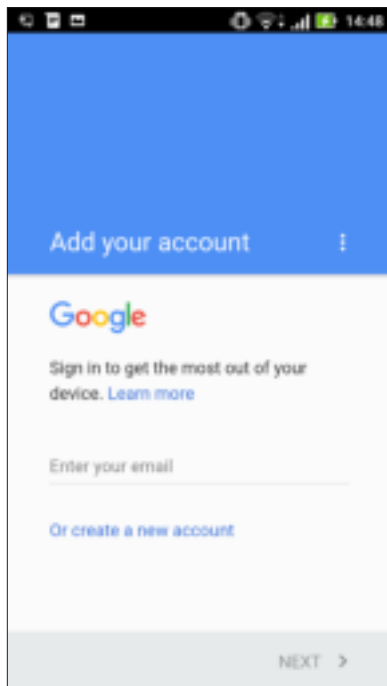 14:48
Add your account
Google
Sign in to get the most out of your
device. Learn more
Enter your email
Or create a new account
NEXT